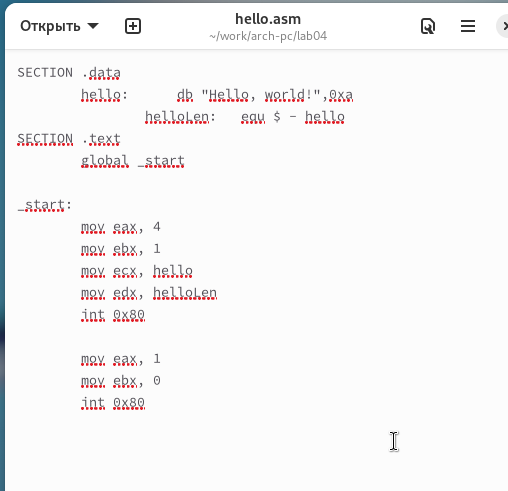 Открыть
hello.asm
~/work/arch-pc/lab04
SECTION .data
hello: db "Hello, world!",0xa
helloLen: equ $ - hello
SECTION .text
global _start
_start:
mov eax, 4
mov ebx, 1
mov ecx, hello
mov edx, helloLen
int 0x80
mov eax, 1
mov ebx, 0
int 0x80